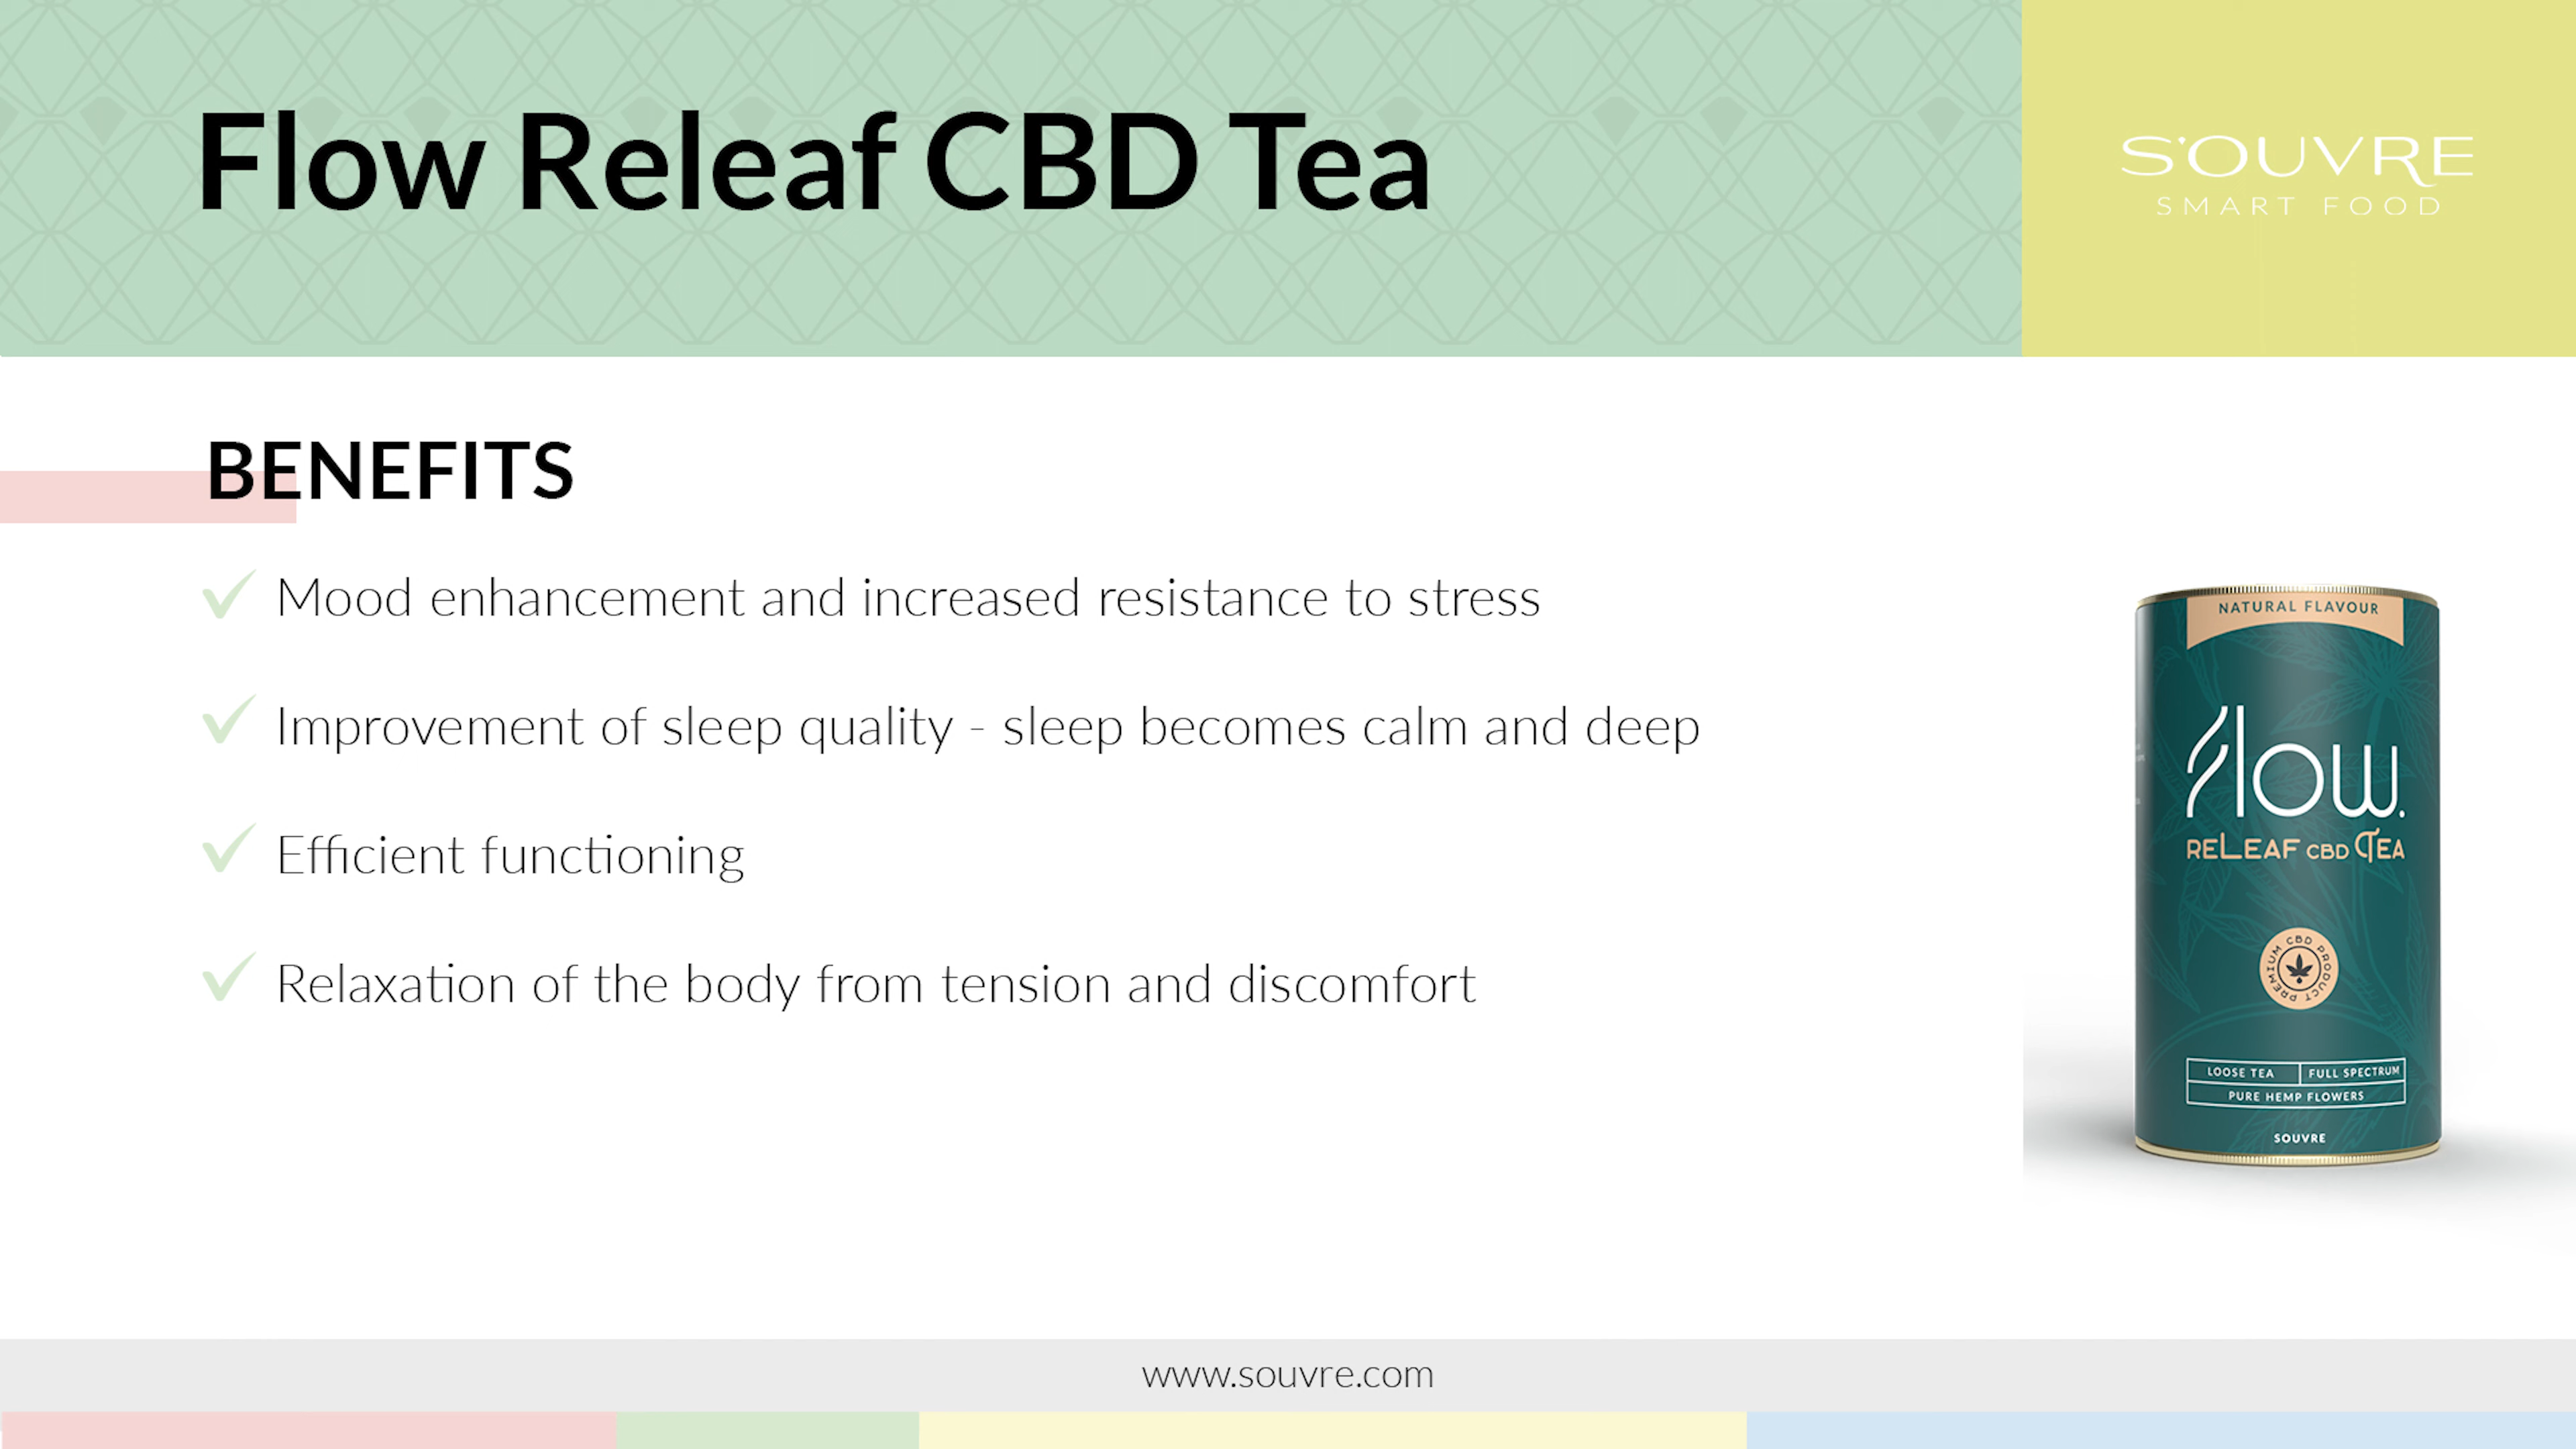 Flow Releaf CBD Tea
S'OUVRE
SMART FOOD
BENEFITS
Mood enhancement and increased resistance to stress
Improvement of sleep quality - sleep becomes calm and deep
Efficient functioning
Relaxation of the body from tension and discomfort
NATURAL FLAVOUR
flow.
RELEAF CBD TEA
PREMIUM CBD PRODUCT
LOOSE TEA
FULL SPECTRUM
PURE HEMP FLOWERS
SOUVRE
www.souvre.com